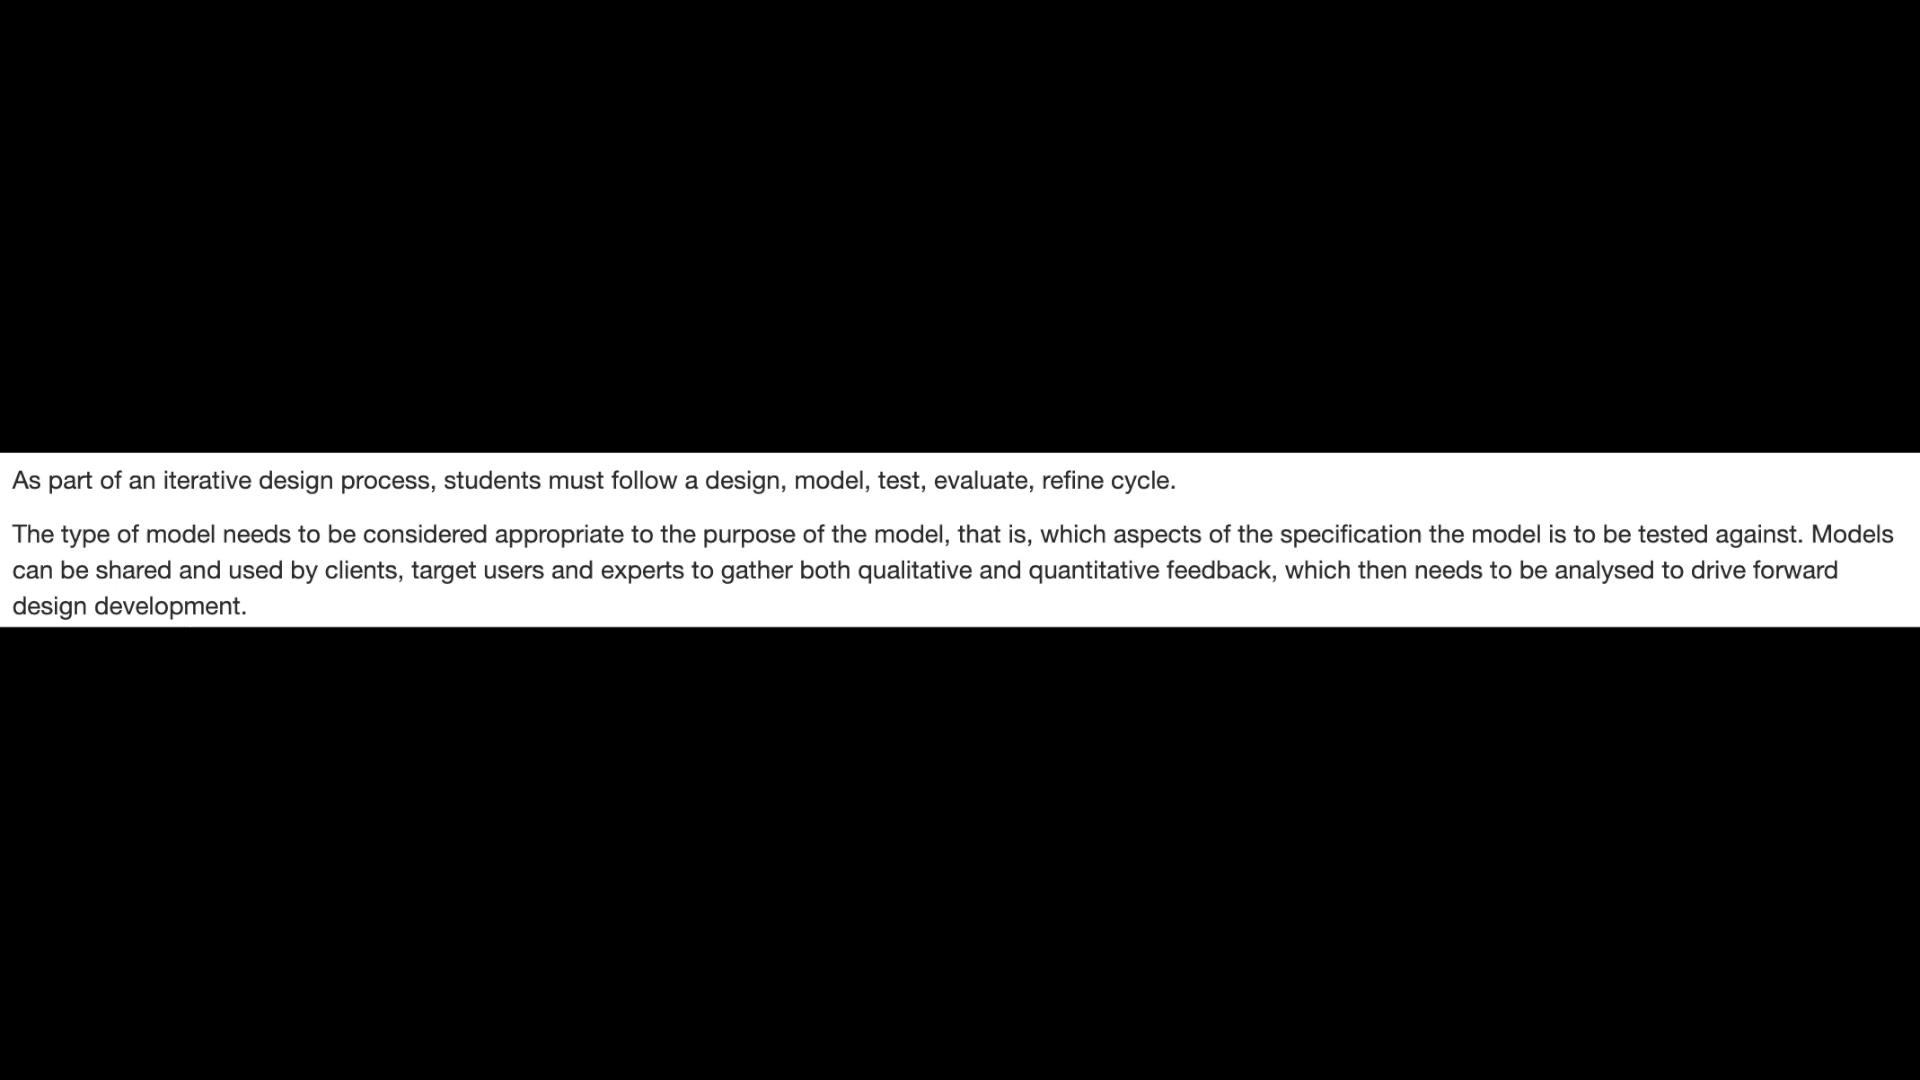 As part of an iterative design process, students must follow a design, model, test, evaluate, refine cycle.
The type of model needs to be considered appropriate to the purpose of the model, that is, which aspects of the specification the model is to be tested against. Models
can be shared and used by clients, target users and experts to gather both qualitative and quantitative feedback, which then needs to be analysed to drive forward
design development.